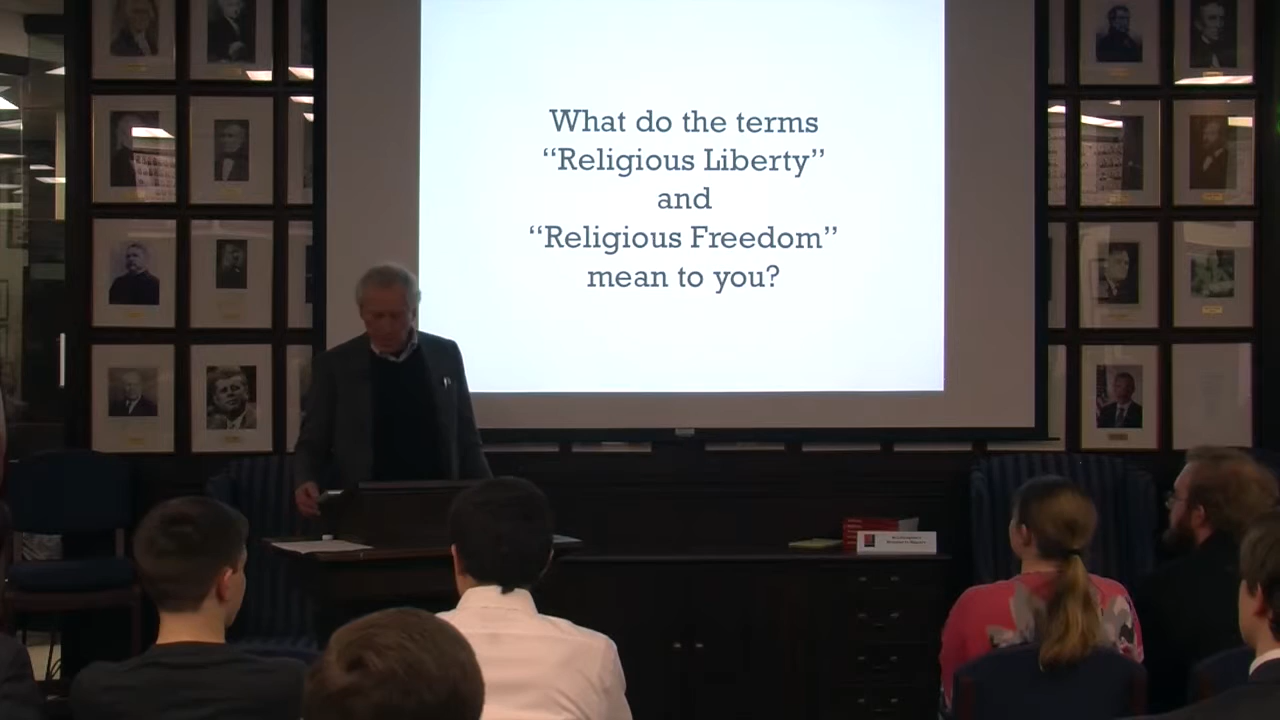 What do the terms
“Religious Liberty”
and
“Religious Freedom”
mean to you?